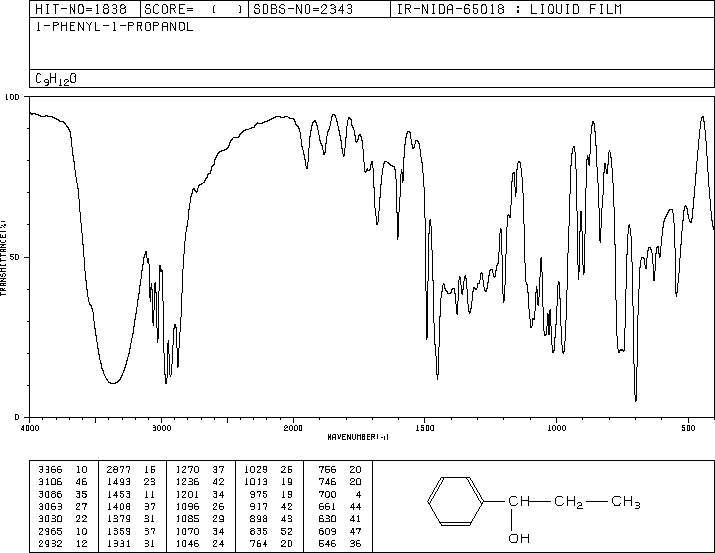 HIT-NO=1838 SCORE= ( ) SDBS-NO=2343 IR-NIDA-65018 : LIQUID FILM
1-PHENYL-1-PROPANOL
C9H12O
100
50
0
TRANSMITTANCE(%)
4000 3000 2000 1500 1000 500
WAVENUMBER(-1)
3366 10 2877 16 1270 37 1029 26 766 20
3106 46 1493 23 1236 42 1013 19 746 20
3086 35 1453 11 1201 34 975 19 700 4
3063 27 1408 37 1096 26 917 42 661 44
3030 22 1379 31 1085 29 898 43 630 41
2965 10 1359 37 1070 34 835 52 609 47
2932 12 1331 31 1046 24 764 20 546 36
CH CH2 CH3
OH